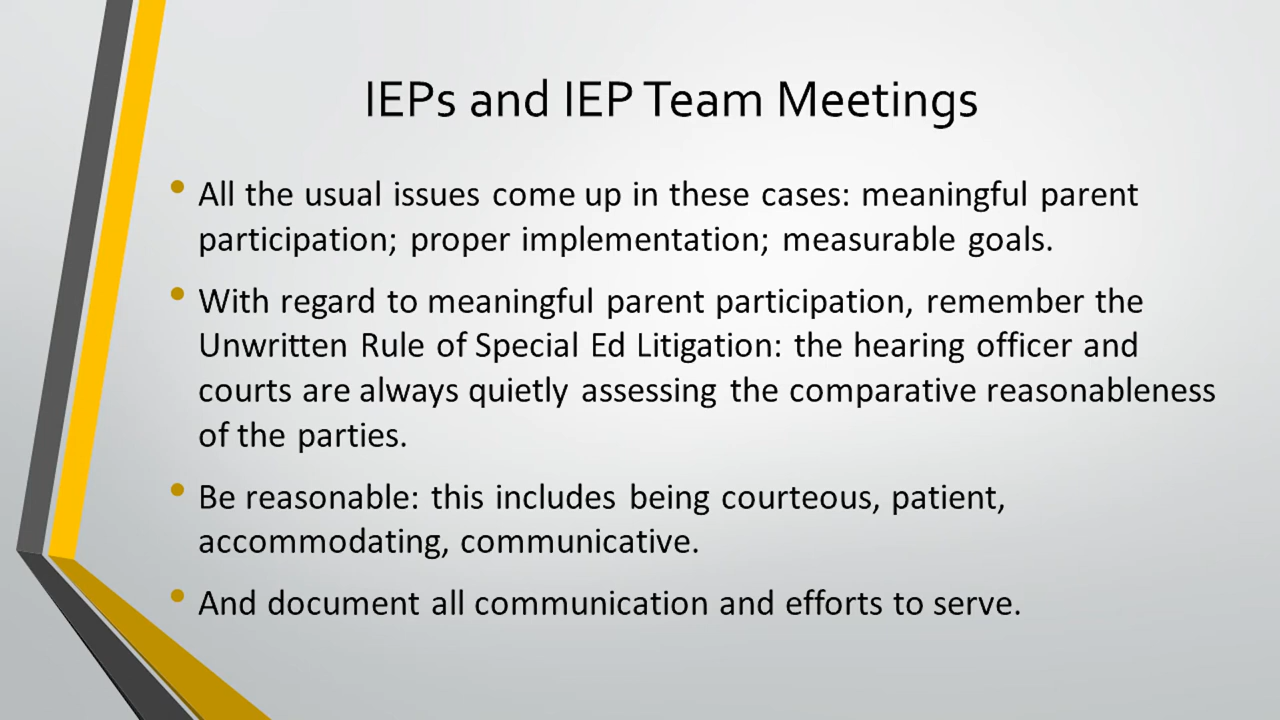 IEPs and IEP Team Meetings
• All the usual issues come up in these cases: meaningful parent
participation; proper implementation; measurable goals.
• With regard to meaningful parent participation, remember the
Unwritten Rule of Special Ed Litigation: the hearing officer and
courts are always quietly assessing the comparative reasonableness
of the parties.
• Be reasonable: this includes being courteous, patient,
accommodating, communicative.
• And document all communication and efforts to serve.